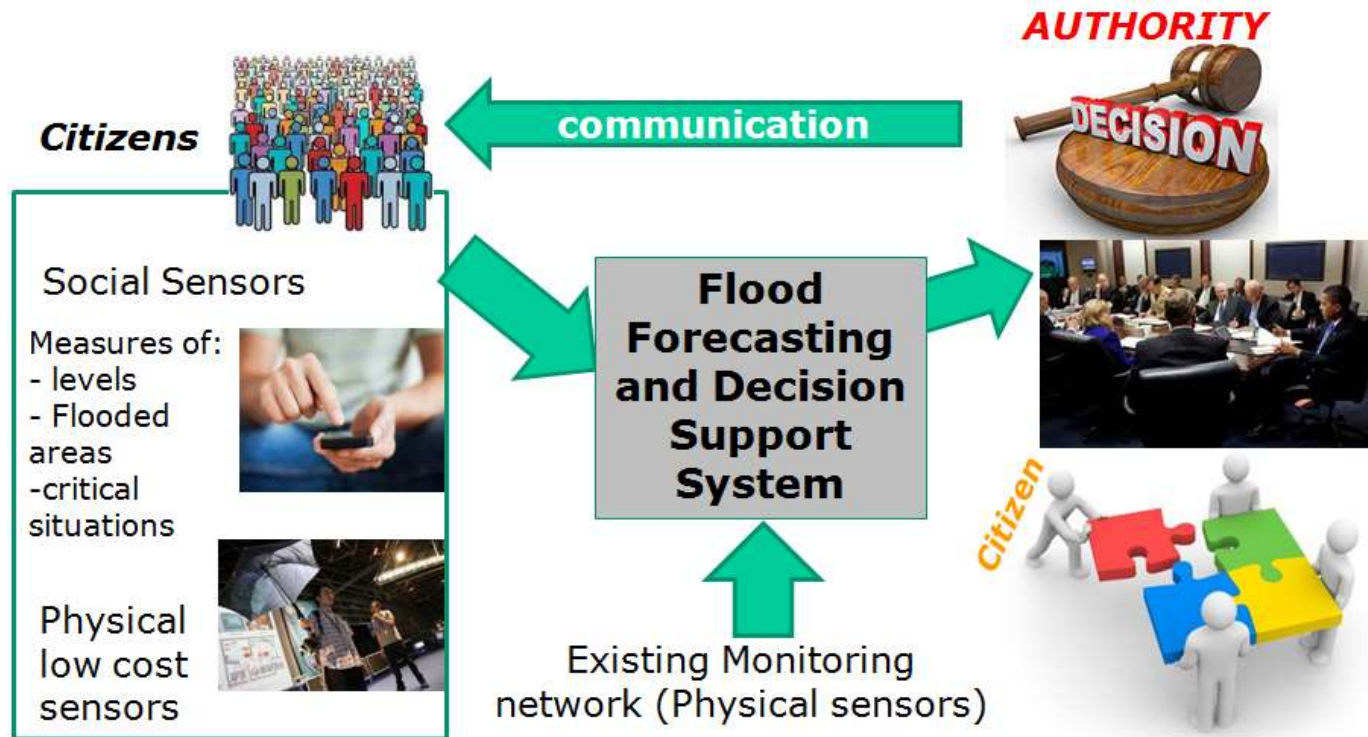 AUTHORITY
communication
Citizens
DECISION
Social Sensors
Measures of:
- levels
- Flooded
areas
-critical
situations
Physical
low cost
sensors
Flood
Forecasting
and Decision
Support
System
Existing Monitoring
network (Physical sensors)
Citizen